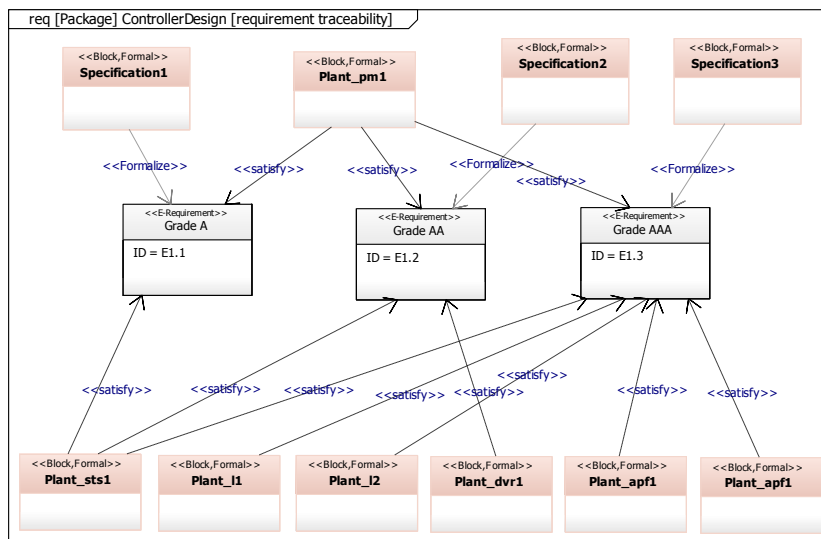 req [Package] ControllerDesign [requirement traceability]
<<Block,Formal>>
Specification1
<<Block,Formal>>
Plant_pm1
<<Block,Formal>>
Specification2
<<Block,Formal>>
Specification3
<<Formalize>>
<<satisfy>>
<<satisfy>>
<<Formalize>>
<<satisfy>>
<<Formalize>>
<<E-Requirement>>
Grade A
ID = E1.1
<<E-Requirement>>
Grade AA
ID = E1.2
<<E-Requirement>>
Grade AAA
ID = E1.3
<<satisfy>>
<<satisfy>>
<<satisfy>>
<<satisfy>>
<<satisfy>>
<<satisfy>>
<<satisfy>>
<<Block,Formal>>
Plant_sts1
<<Block,Formal>>
Plant_l1
<<Block,Formal>>
Plant_l2
<<Block,Formal>>
Plant_dvr1
<<Block,Formal>>
Plant_apf1
<<Block,Formal>>
Plant_apf1